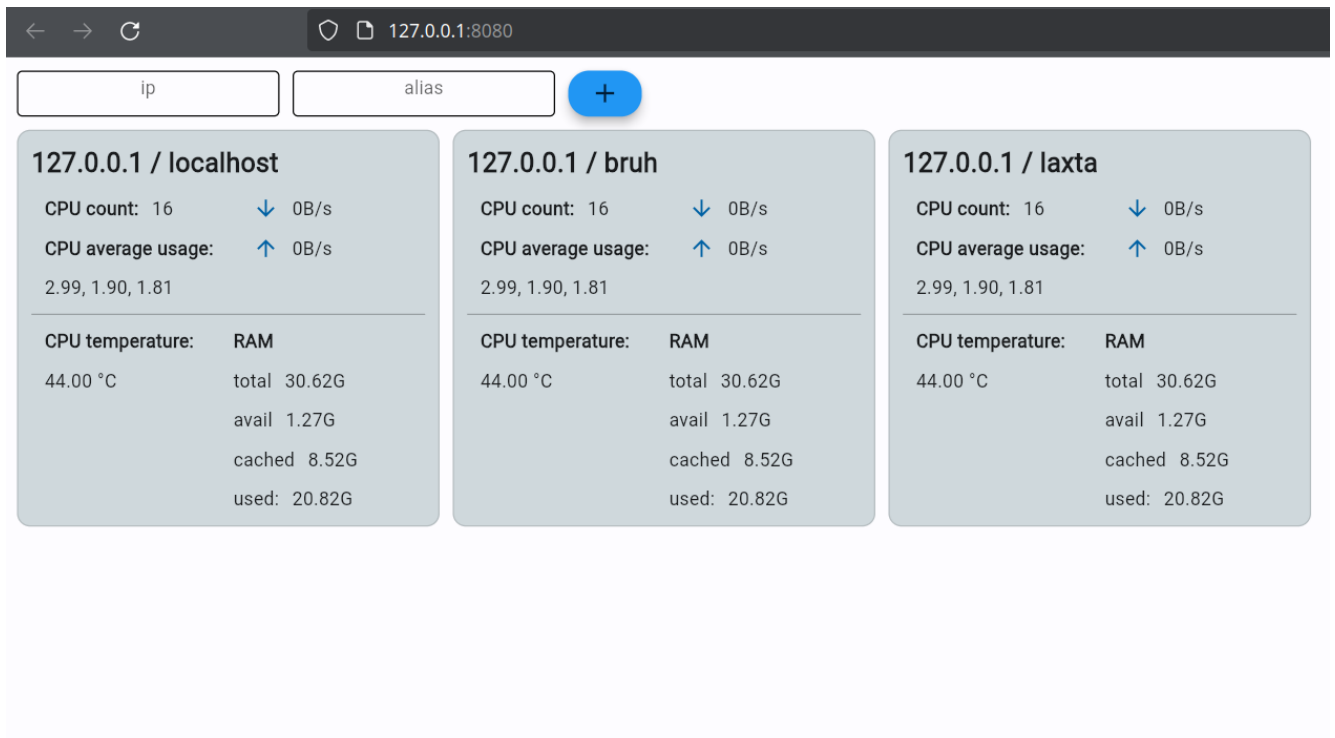 127.0.0.1:8080
ip alias +
127.0.0.1 / localhost
CPU count: 16 ↓ 0B/s
CPU average usage: ↑ 0B/s
2.99, 1.90, 1.81
CPU temperature: RAM
44.00 °C total 30.62G
avail 1.27G
cached 8.52G
used: 20.82G
127.0.0.1 / bruh
CPU count: 16 ↓ 0B/s
CPU average usage: ↑ 0B/s
2.99, 1.90, 1.81
CPU temperature: RAM
44.00 °C total 30.62G
avail 1.27G
cached 8.52G
used: 20.82G
127.0.0.1 / laxta
CPU count: 16 ↓ 0B/s
CPU average usage: ↑ 0B/s
2.99, 1.90, 1.81
CPU temperature: RAM
44.00 °C total 30.62G
avail 1.27G
cached 8.52G
used: 20.82G